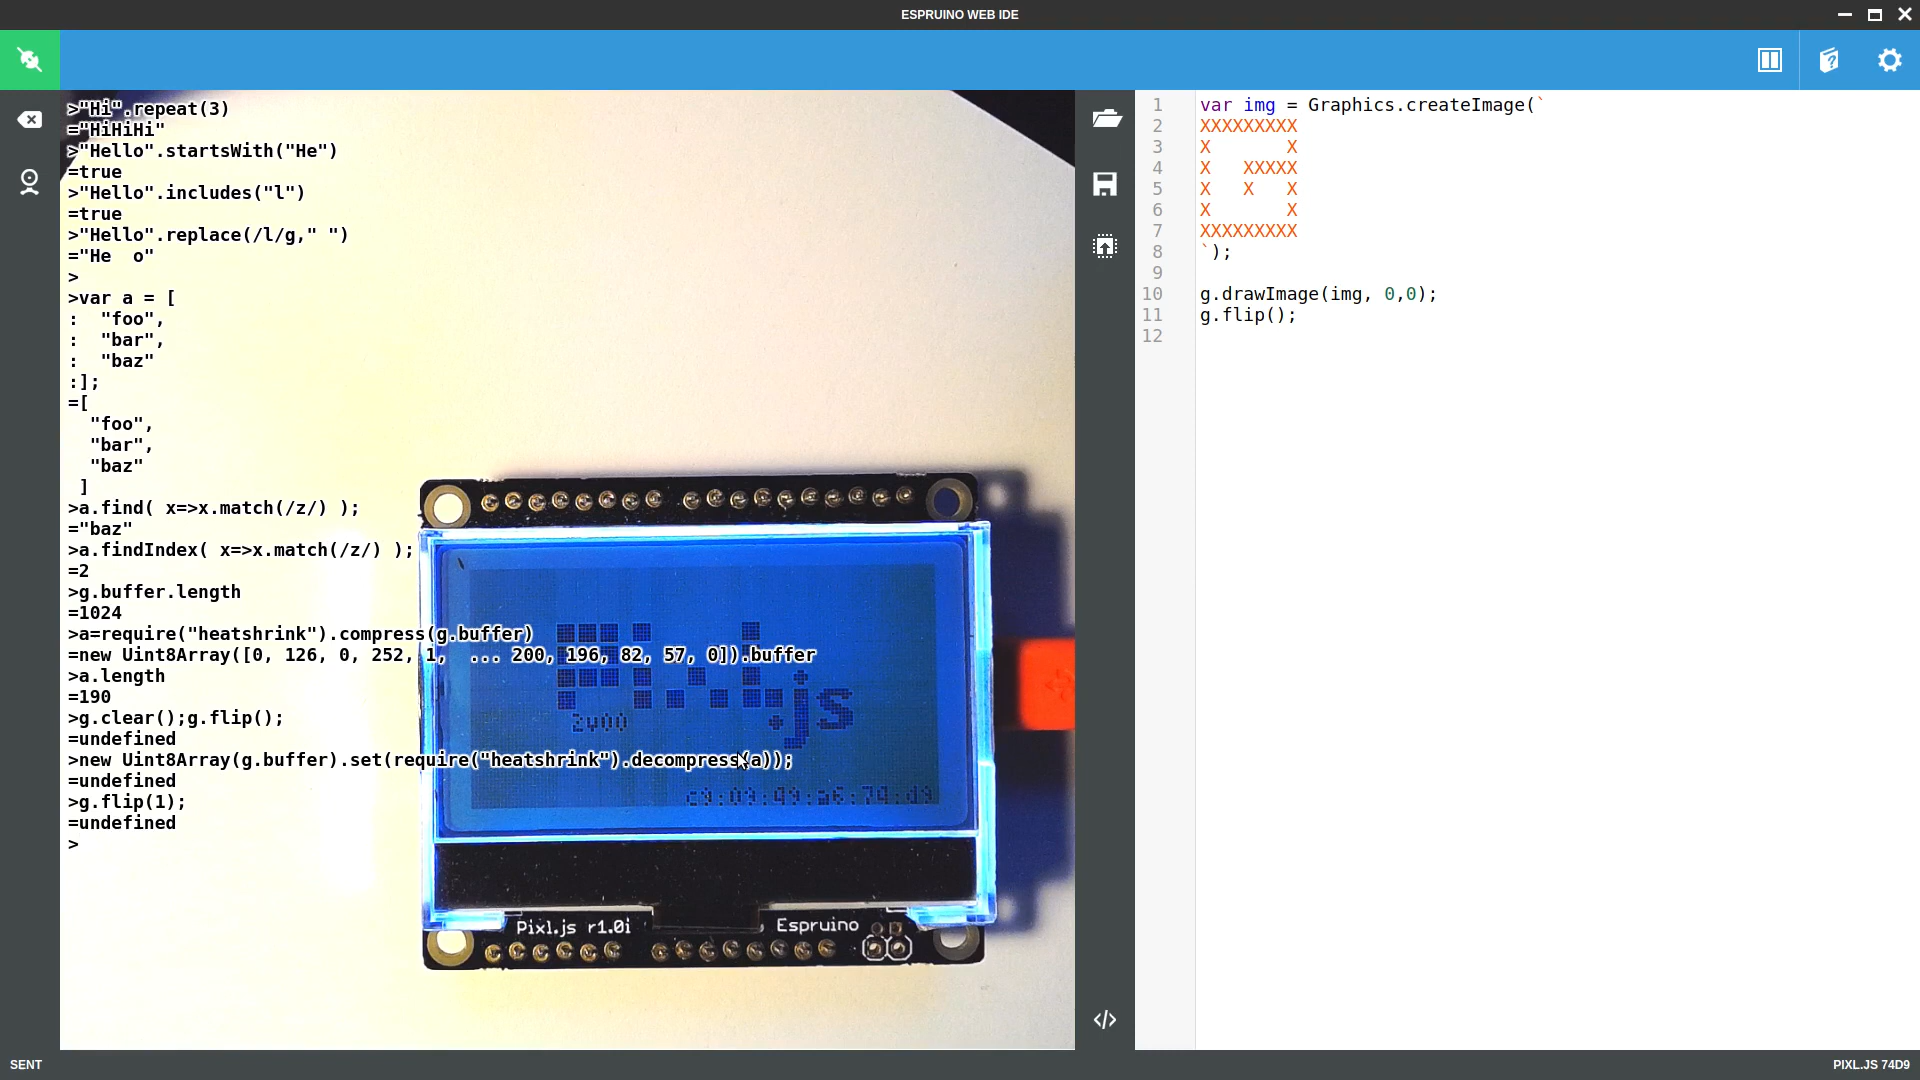 ESPRUINO WEB IDE
>"Hi".repeat(3)
="HiHiHi"
>"Hello".startsWith("He")
=true
>"Hello".includes("l")
=true
>"Hello".replace(/l/g," ")
="He  o"
>
>var a = [
:  "foo",
:  "bar",
:  "baz"
:];
=[
  "foo",
  "bar",
  "baz"
 ]
>a.find( x=>x.match(/z/) );
="baz"
>a.findIndex( x=>x.match(/z/) );
=2
>g.buffer.length
=1024
>a=require("heatshrink").compress(g.buffer)
=new Uint8Array([0, 126, 0, 252, 1,  ... 200, 196, 82, 57, 0]).buffer
>a.length
=190
>g.clear();g.flip();
=undefined
>new Uint8Array(g.buffer).set(require("heatshrink").decompress(a));
=undefined
>g.flip(1);
=undefined
>
.js
2v00
Pixl.js r1.0i
Espruino
1 var img = Graphics.createImage(`
2 XXXXXXXXX
3 X       X
4 X   XXXXX
5 X   X   X
6 X       X
7 XXXXXXXXX
8 `);
9
10 g.drawImage(img, 0,0);
11 g.flip();
12
SENT
PIXL.JS 74D9